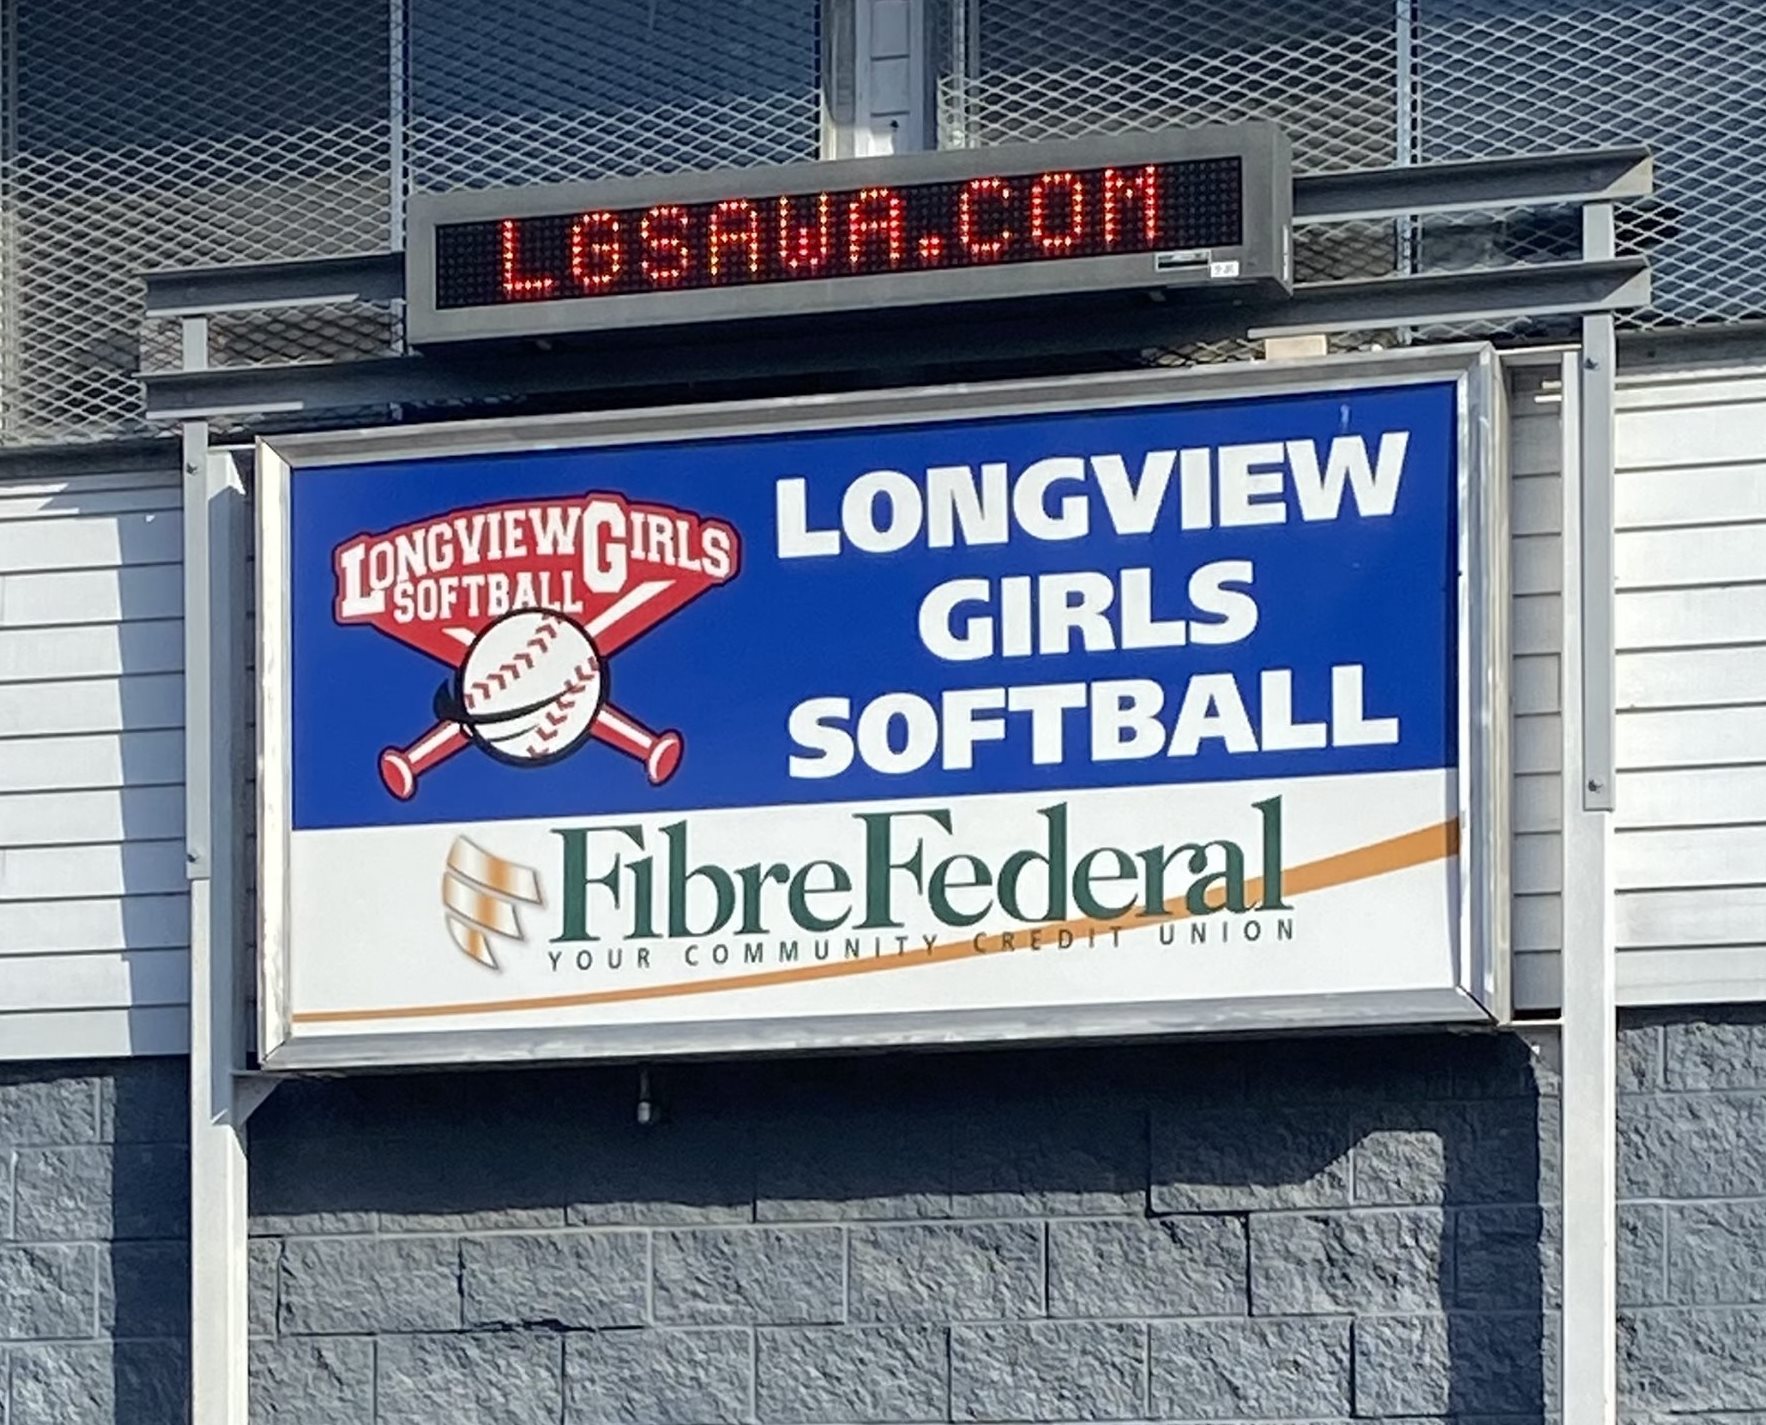 LGSAWA.COM
LONGVIEW GIRLS
SOFTBALL
LONGVIEW
GIRLS
SOFTBALL
FibreFederal
YOUR COMMUNITY CREDIT UNION